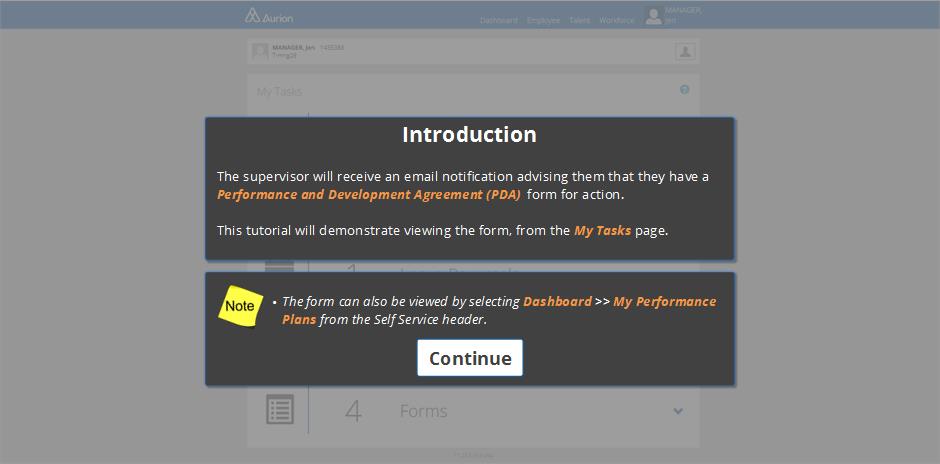 Aurion
Dashboard Employee Talent Workforce
MANAGER,
Jen
MANAGER, Jen 1455383
My Tasks
Introduction
The supervisor will receive an email notification advising them that they have a
Performance and Development Agreement (PDA) form for action.
This tutorial will demonstrate viewing the form, from the My Tasks page.
Note
• The form can also be viewed by selecting Dashboard >> My Performance
Plans from the Self Service header.
Continue
4 Forms